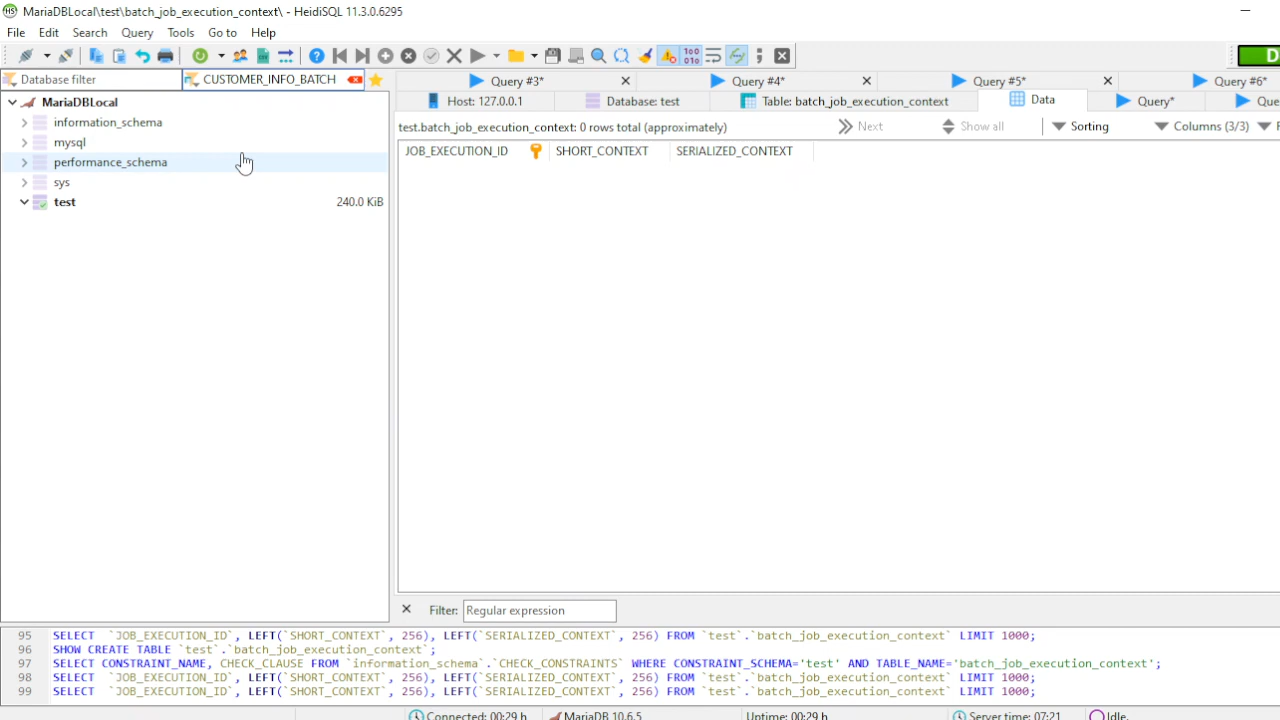 MariaDBLocal\test\batch_job_execution_context\ - HeidiSQL 11.3.0.6295
File Edit Search Query Tools Go to Help
Database filter CUSTOMER_INFO_BATCH Query #3* Query #4* Query #5* Query #6*
MariaDBLocal Host: 127.0.0.1 Database: test Table: batch_job_execution_context Data Query* Que
information_schema
test.batch_job_execution_context: 0 rows total (approximately) Next Show all Sorting Columns (3/3)
mysql
JOB_EXECUTION_ID SHORT_CONTEXT SERIALIZED_CONTEXT
performance_schema
sys
test 240.0 KiB
Filter: Regular expression
95 SELECT `JOB_EXECUTION_ID`, LEFT(`SHORT_CONTEXT`, 256), LEFT(`SERIALIZED_CONTEXT`, 256) FROM `test`.`batch_job_execution_context` LIMIT 1000;
96 SHOW CREATE TABLE `test`.`batch_job_execution_context`;
97 SELECT CONSTRAINT_NAME, CHECK_CLAUSE FROM `information_schema`.`CHECK_CONSTRAINTS` WHERE CONSTRAINT_SCHEMA='test' AND TABLE_NAME='batch_job_execution_context';
98 SELECT `JOB_EXECUTION_ID`, LEFT(`SHORT_CONTEXT`, 256), LEFT(`SERIALIZED_CONTEXT`, 256) FROM `test`.`batch_job_execution_context` LIMIT 1000;
99 SELECT `JOB_EXECUTION_ID`, LEFT(`SHORT_CONTEXT`, 256), LEFT(`SERIALIZED_CONTEXT`, 256) FROM `test`.`batch_job_execution_context` LIMIT 1000;
Connected: 00:29 h MariaDB 10.6.5 Uptime: 00:29 h Server time: 07:21 Idle.